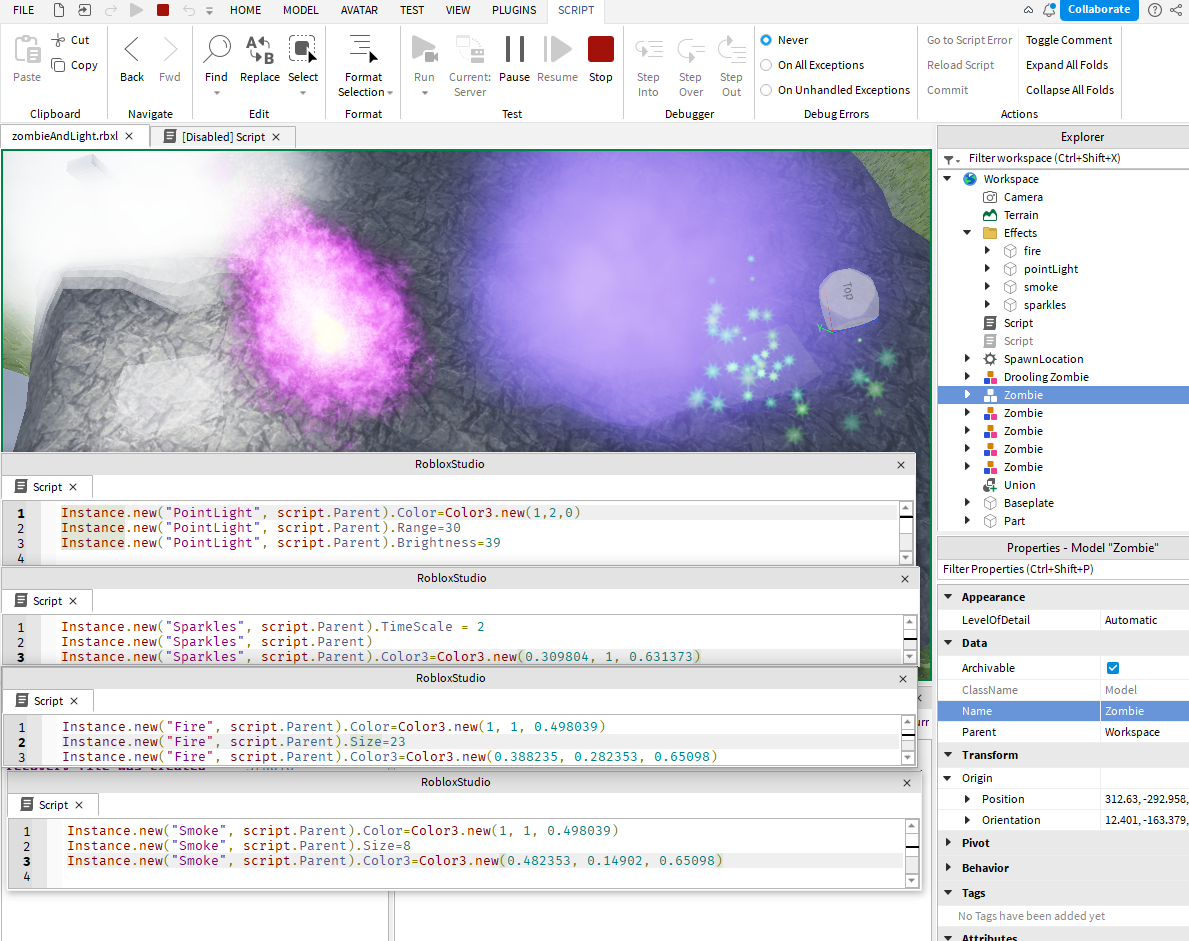 FILE HOME MODEL AVATAR TEST VIEW PLUGINS SCRIPT Collaborate
Cut
Copy
Paste
Clipboard
Back Fwd
Navigate
Find Replace Select
Edit
Format
Selection
Format
Run Current:
Server Pause Resume Stop
Test
Step
Into
Step
Over
Step
Out
Debugger
Never
On All Exceptions
On Unhandled Exceptions
Debug Errors
Go to Script Error Toggle Comment
Reload Script Expand All Folds
Commit Collapse All Folds
Actions
zombieAndLight.rbxl × [Disabled] Script ×
Top
Y
RobloxStudio
Script
1 Instance.new("PointLight", script.Parent).Color=Color3.new(1,2,0)
2 Instance.new("PointLight", script.Parent).Range=30
3 Instance.new("PointLight", script.Parent).Brightness=39
4
RobloxStudio
Script
1 Instance.new("Sparkles", script.Parent).TimeScale = 2
2 Instance.new("Sparkles", script.Parent)
3 Instance.new("Sparkles", script.Parent).Color3=Color3.new(0.309804, 1, 0.631373)
RobloxStudio
Script
1 Instance.new("Fire", script.Parent).Color=Color3.new(1, 1, 0.498039)
2 Instance.new("Fire", script.Parent).Size=23
3 Instance.new("Fire", script.Parent).Color3=Color3.new(0.388235, 0.282353, 0.65098)
RobloxStudio
Script
1 Instance.new("Smoke", script.Parent).Color=Color3.new(1, 1, 0.498039)
2 Instance.new("Smoke", script.Parent).Size=8
3 Instance.new("Smoke", script.Parent).Color3=Color3.new(0.482353, 0.14902, 0.65098)
4
Explorer
Filter workspace (Ctrl+Shift+X)
Workspace
Camera
Terrain
Effects
fire
pointLight
smoke
sparkles
Script
Script
SpawnLocation
Drooling Zombie
Zombie
Zombie
Zombie
Zombie
Zombie
Union
Baseplate
Part
Properties - Model "Zombie"
Filter Properties (Ctrl+Shift+P)
Appearance
LevelOfDetail Automatic
Data
Archivable
ClassName Model
Name Zombie
Parent Workspace
Transform
Origin
Position 312.63, -292.958,
Orientation 12.401, -163.379,
Pivot
Behavior
Tags
No Tags have been added yet
Attributes